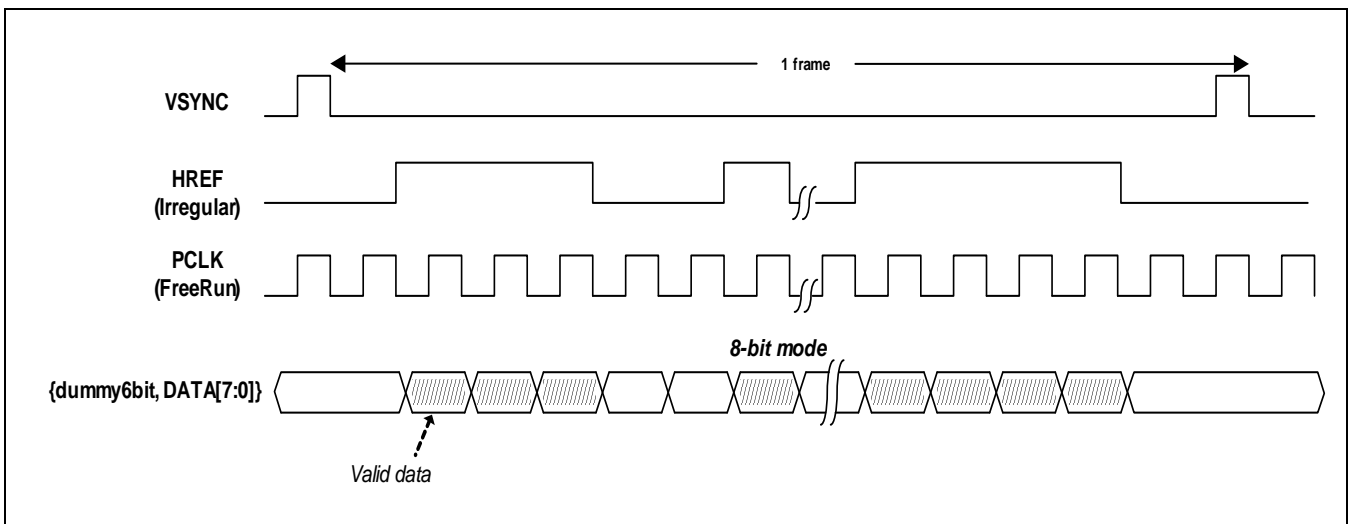 1 frame
VSYNC
HREF
(Irregular)
PCLK
(FreeRun)
8-bit mode
{dummy6bit, DATA[7:0]}
Valid data